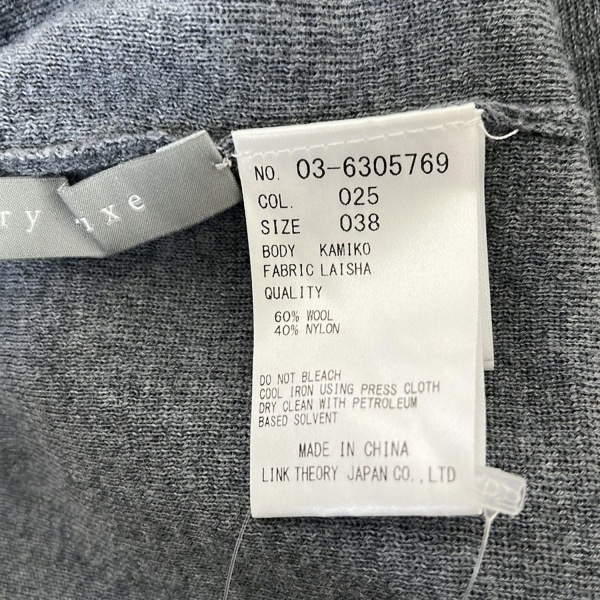 ry uxe
NO. 03-6305769
COL. 025
SIZE 038
BODY KAMIKO
FABRIC LAISHA
QUALITY
60% WOOL
40% NYLON
DO NOT BLEACH
COOL IRON USING PRESS CLOTH
DRY CLEAN WITH PETROLEUM
BASED SOLVENT
MADE IN CHINA
LINK THEORY JAPAN CO., LTD